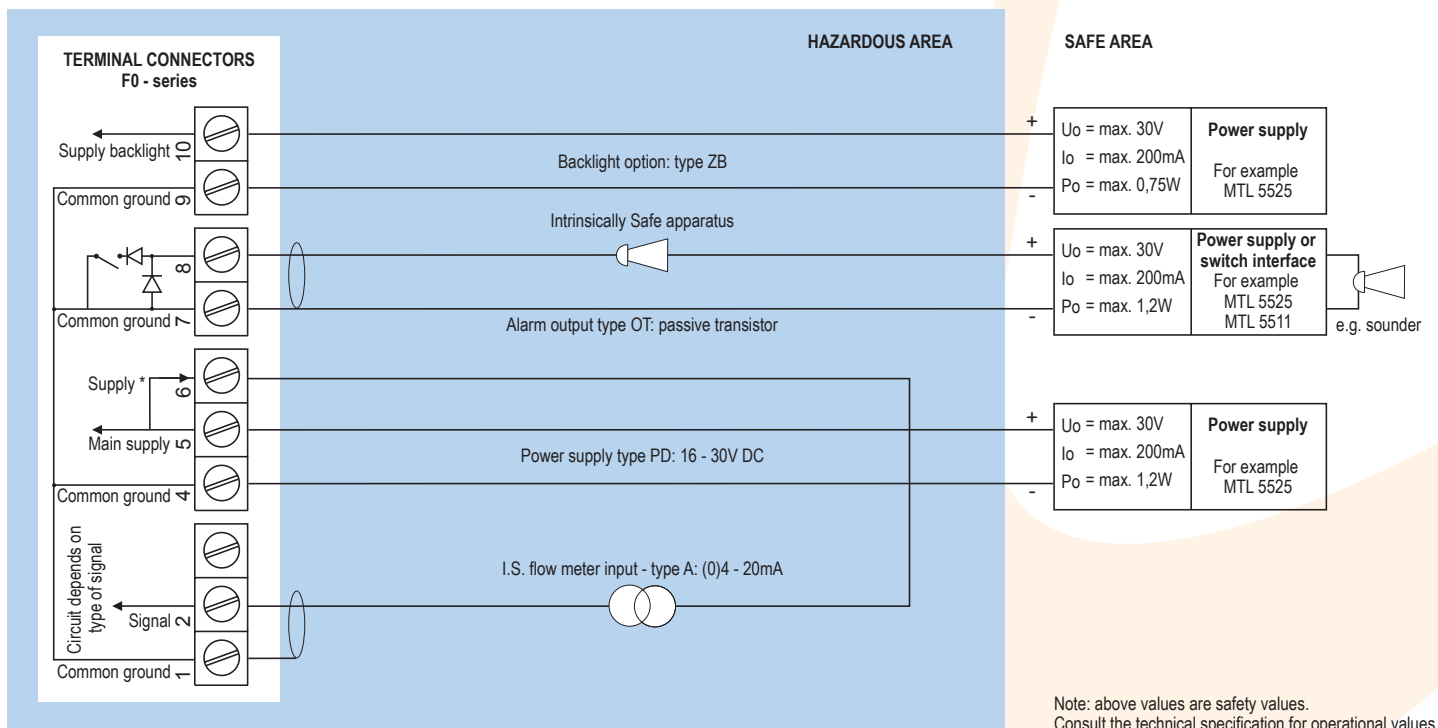 HAZARDOUS AREA
SAFE AREA
TERMINAL CONNECTORS
F0 - series
Supply backlight
10
Common ground
9
Backlight option: type ZB
+
-
Uo = max. 30V
Io = max. 200mA
Po = max. 0,75W
Power supply
For example
MTL 5525
8
Common ground
7
Intrinsically Safe apparatus
Alarm output type OT: passive transistor
+
-
Uo = max. 30V
Io = max. 200mA
Po = max. 1,2W
Power supply or
switch interface
For example
MTL 5525
MTL 5511
e.g. sounder
Supply *
6
Main supply
5
Common ground
4
Power supply type PD: 16 - 30V DC
+
-
Uo = max. 30V
Io = max. 200mA
Po = max. 1,2W
Power supply
For example
MTL 5525
Circuit depends on
type of signal
Signal
2
Common ground
1
I.S. flow meter input - type A: (0)4 - 20mA
Note: above values are safety values.
Consult the technical specification for operational values